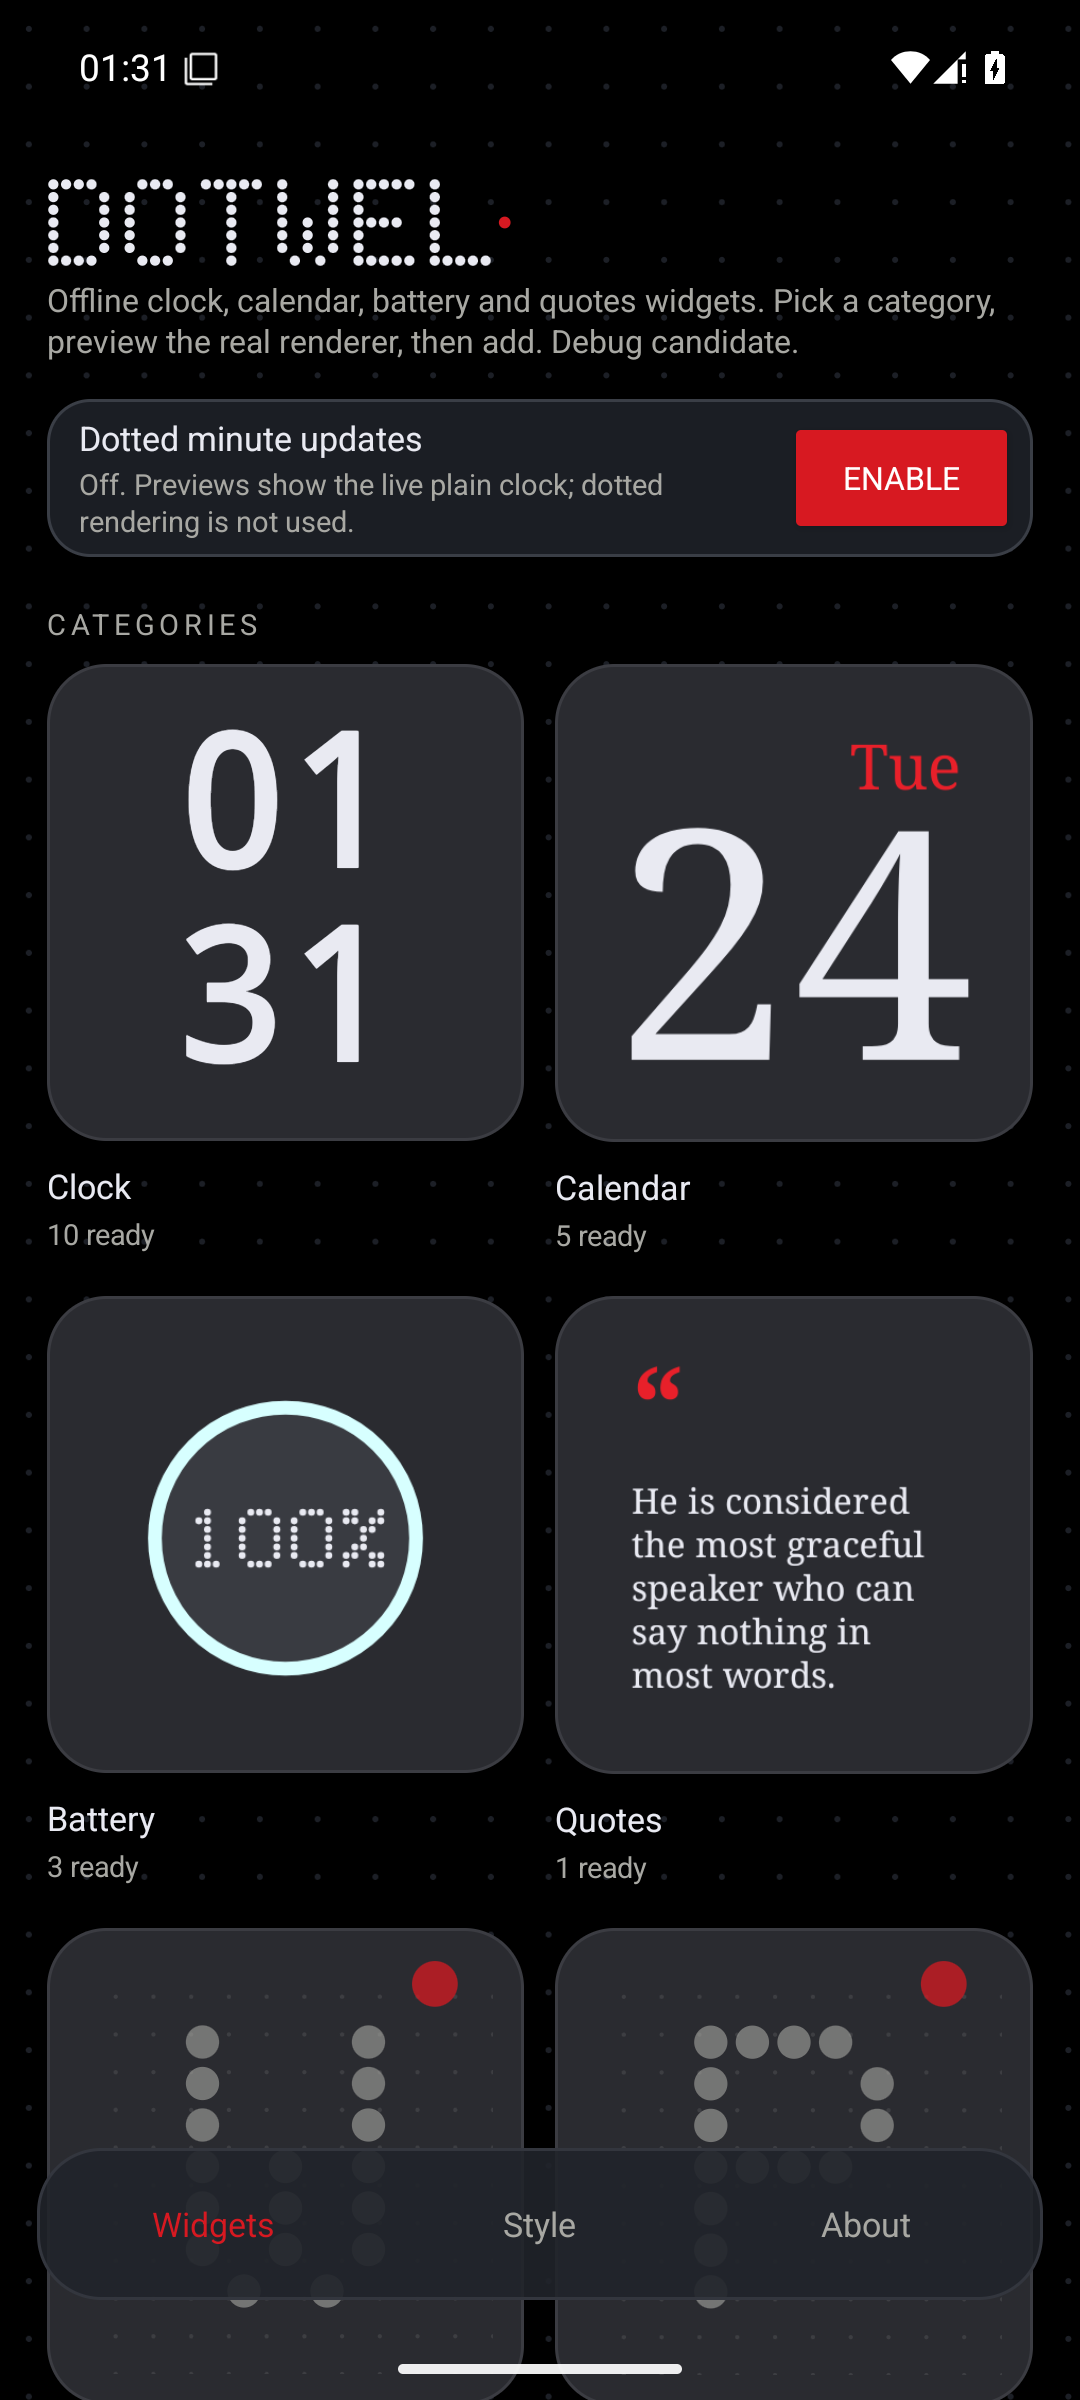 01:31
DOTWEL
Offline clock, calendar, battery and quotes widgets. Pick a category,
preview the real renderer, then add. Debug candidate.
Dotted minute updates
Off. Previews show the live plain clock; dotted
rendering is not used.
ENABLE
CATEGORIES
01
31
Tue
24
Clock
10 ready
Calendar
5 ready
100%
“
He is considered
the most graceful
speaker who can
say nothing in
most words.
Battery
3 ready
Quotes
1 ready
W
P
Widgets
Style
About